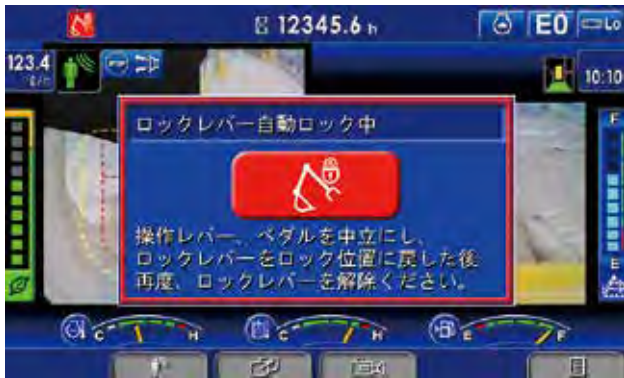 12345.6 h
E0
Lo
123.4
10:10
ロックレバー自動ロック中
操作レバー、ペダルを中立にし、
ロックレバーをロック位置に戻した後
再度、ロックレバーを解除ください。
F
E
C H
C H
E F